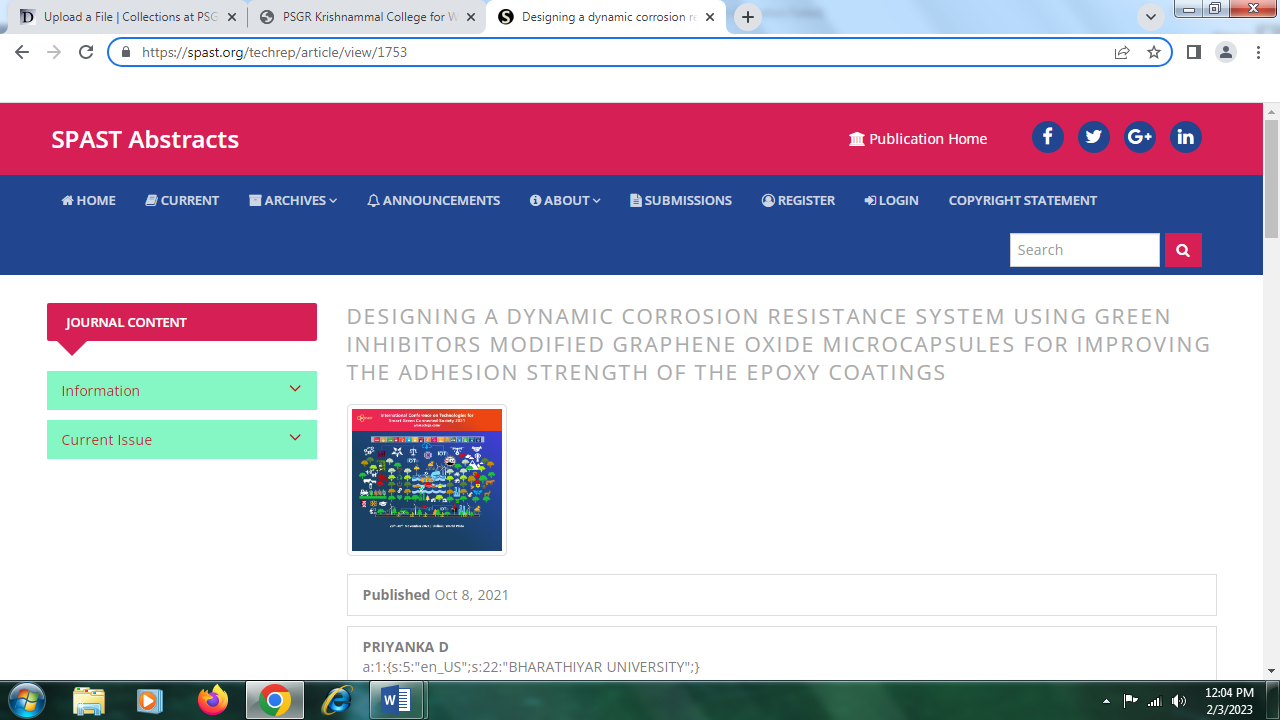 Upload a File | Collections at PSG
PSGR Krishnammal College for W
Designing a dynamic corrosion re
https://spast.org/techrep/article/view/1753
SPAST Abstracts
Publication Home
HOME
CURRENT
ARCHIVES
ANNOUNCEMENTS
ABOUT
SUBMISSIONS
REGISTER
LOGIN
COPYRIGHT STATEMENT
Search
JOURNAL CONTENT
Information
Current Issue
DESIGNING A DYNAMIC CORROSION RESISTANCE SYSTEM USING GREEN
INHIBITORS MODIFIED GRAPHENE OXIDE MICROCAPSULES FOR IMPROVING
THE ADHESION STRENGTH OF THE EPOXY COATINGS
International Conference on Technologies for
Smart Green Connected Society 2021
Published Oct 8, 2021
PRIYANKA D
a:1:{s:5:"en_US";s:22:"BHARATHIYAR UNIVERSITY";}
12:04 PM
2/3/2023